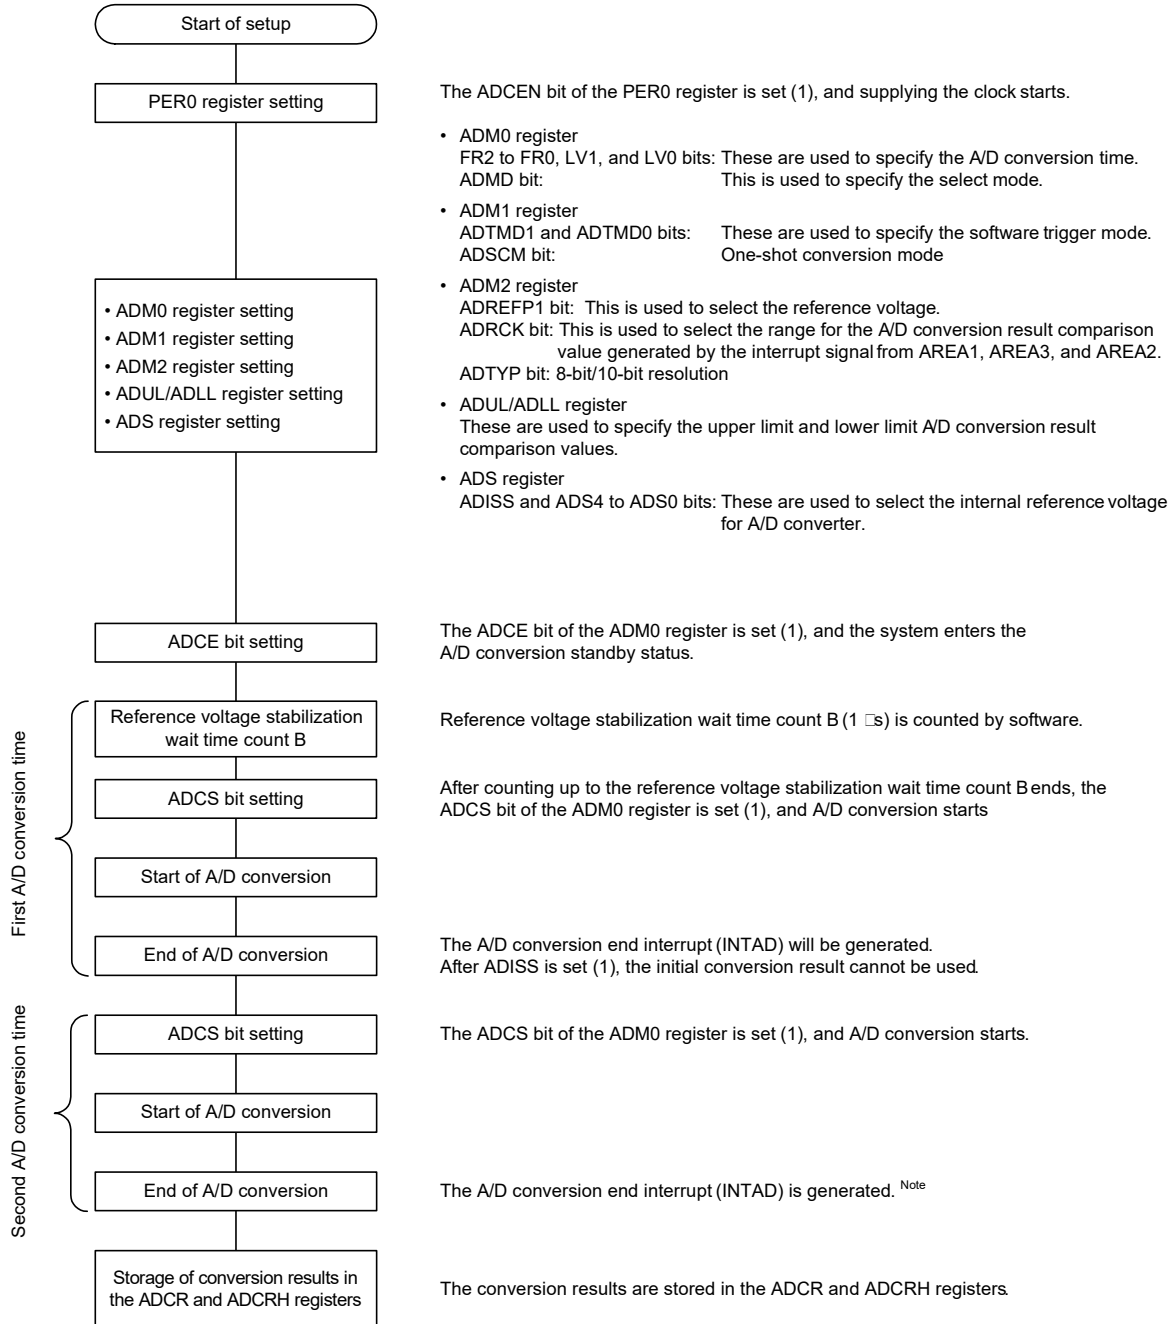 Start of setup
PER0 register setting
The ADCEN bit of the PER0 register is set (1), and supplying the clock starts.
• ADM0 register
FR2 to FR0, LV1, and LV0 bits: These are used to specify the A/D conversion time.
ADMD bit: This is used to specify the select mode.
• ADM1 register
ADTMD1 and ADTMD0 bits: These are used to specify the software trigger mode.
ADSCM bit: One-shot conversion mode
• ADM2 register
ADREFP1 bit: This is used to select the reference voltage.
ADRCK bit: This is used to select the range for the A/D conversion result comparison
value generated by the interrupt signal from AREA1, AREA3, and AREA2.
ADTYP bit: 8-bit/10-bit resolution
• ADUL/ADLL register
These are used to specify the upper limit and lower limit A/D conversion result
comparison values.
• ADS register
ADISS and ADS4 to ADS0 bits: These are used to select the internal reference voltage
for A/D converter.
• ADM0 register setting
• ADM1 register setting
• ADM2 register setting
• ADUL/ADLL register setting
• ADS register setting
ADCE bit setting
The ADCE bit of the ADM0 register is set (1), and the system enters the
A/D conversion standby status.
First A/D conversion time
Reference voltage stabilization
wait time count B
Reference voltage stabilization wait time count B (1 □s) is counted by software.
ADCS bit setting
After counting up to the reference voltage stabilization wait time count B ends, the
ADCS bit of the ADM0 register is set (1), and A/D conversion starts
Start of A/D conversion
End of A/D conversion
The A/D conversion end interrupt (INTAD) will be generated.
After ADISS is set (1), the initial conversion result cannot be used.
Second A/D conversion time
ADCS bit setting
The ADCS bit of the ADM0 register is set (1), and A/D conversion starts.
Start of A/D conversion
End of A/D conversion
The A/D conversion end interrupt (INTAD) is generated. Note
Storage of conversion results in
the ADCR and ADCRH registers
The conversion results are stored in the ADCR and ADCRH registers.